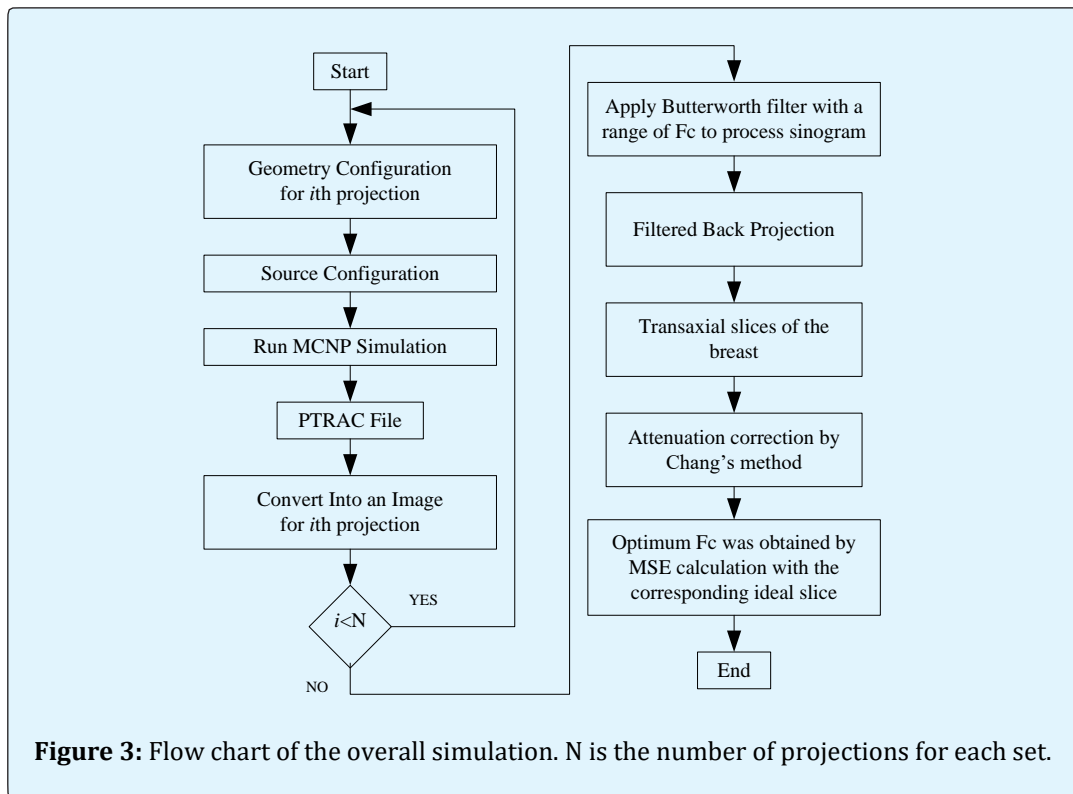 Start
Geometry Configuration
for ith projection
Source Configuration
Run MCNP Simulation
PTRAC File
Convert Into an Image
for ith projection
i<N
YES
NO
Apply Butterworth filter with a
range of Fc to process sinogram
Filtered Back Projection
Transaxial slices of the
breast
Attenuation correction by
Chang’s method
Optimum Fc was obtained by
MSE calculation with the
corresponding ideal slice
End
Figure 3: Flow chart of the overall simulation. N is the number of projections for each set.